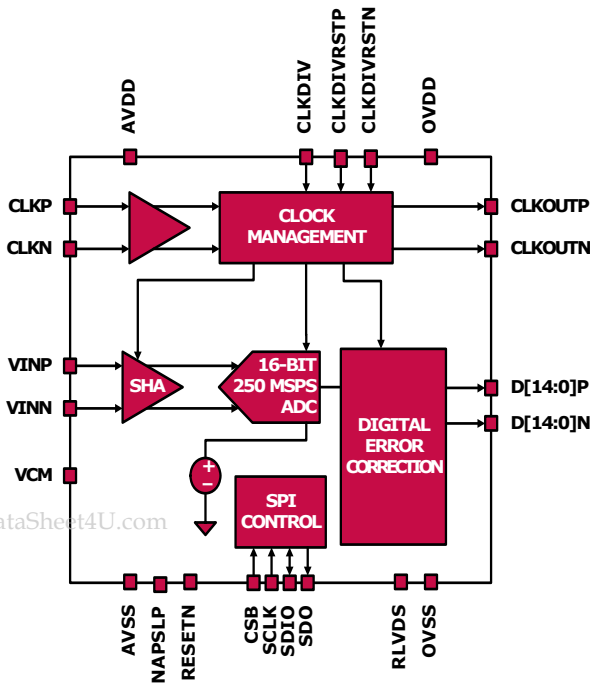 AVDD
CLKDIV
CLKDIVRSTP
CLKDIVRSTN
OVDD
CLKP
CLKN
CLOCK
MANAGEMENT
CLKOUTP
CLKOUTN
VINP
VINN
SHA
16-BIT
250 MSPS
ADC
D[14:0]P
D[14:0]N
DIGITAL
ERROR
CORRECTION
VCM
+
−
SPI
CONTROL
ataSheet4U.com
AVSS
NAPSLP
RESETN
CSB
SCLK
SDIO
SDO
RLVDS
OVSS